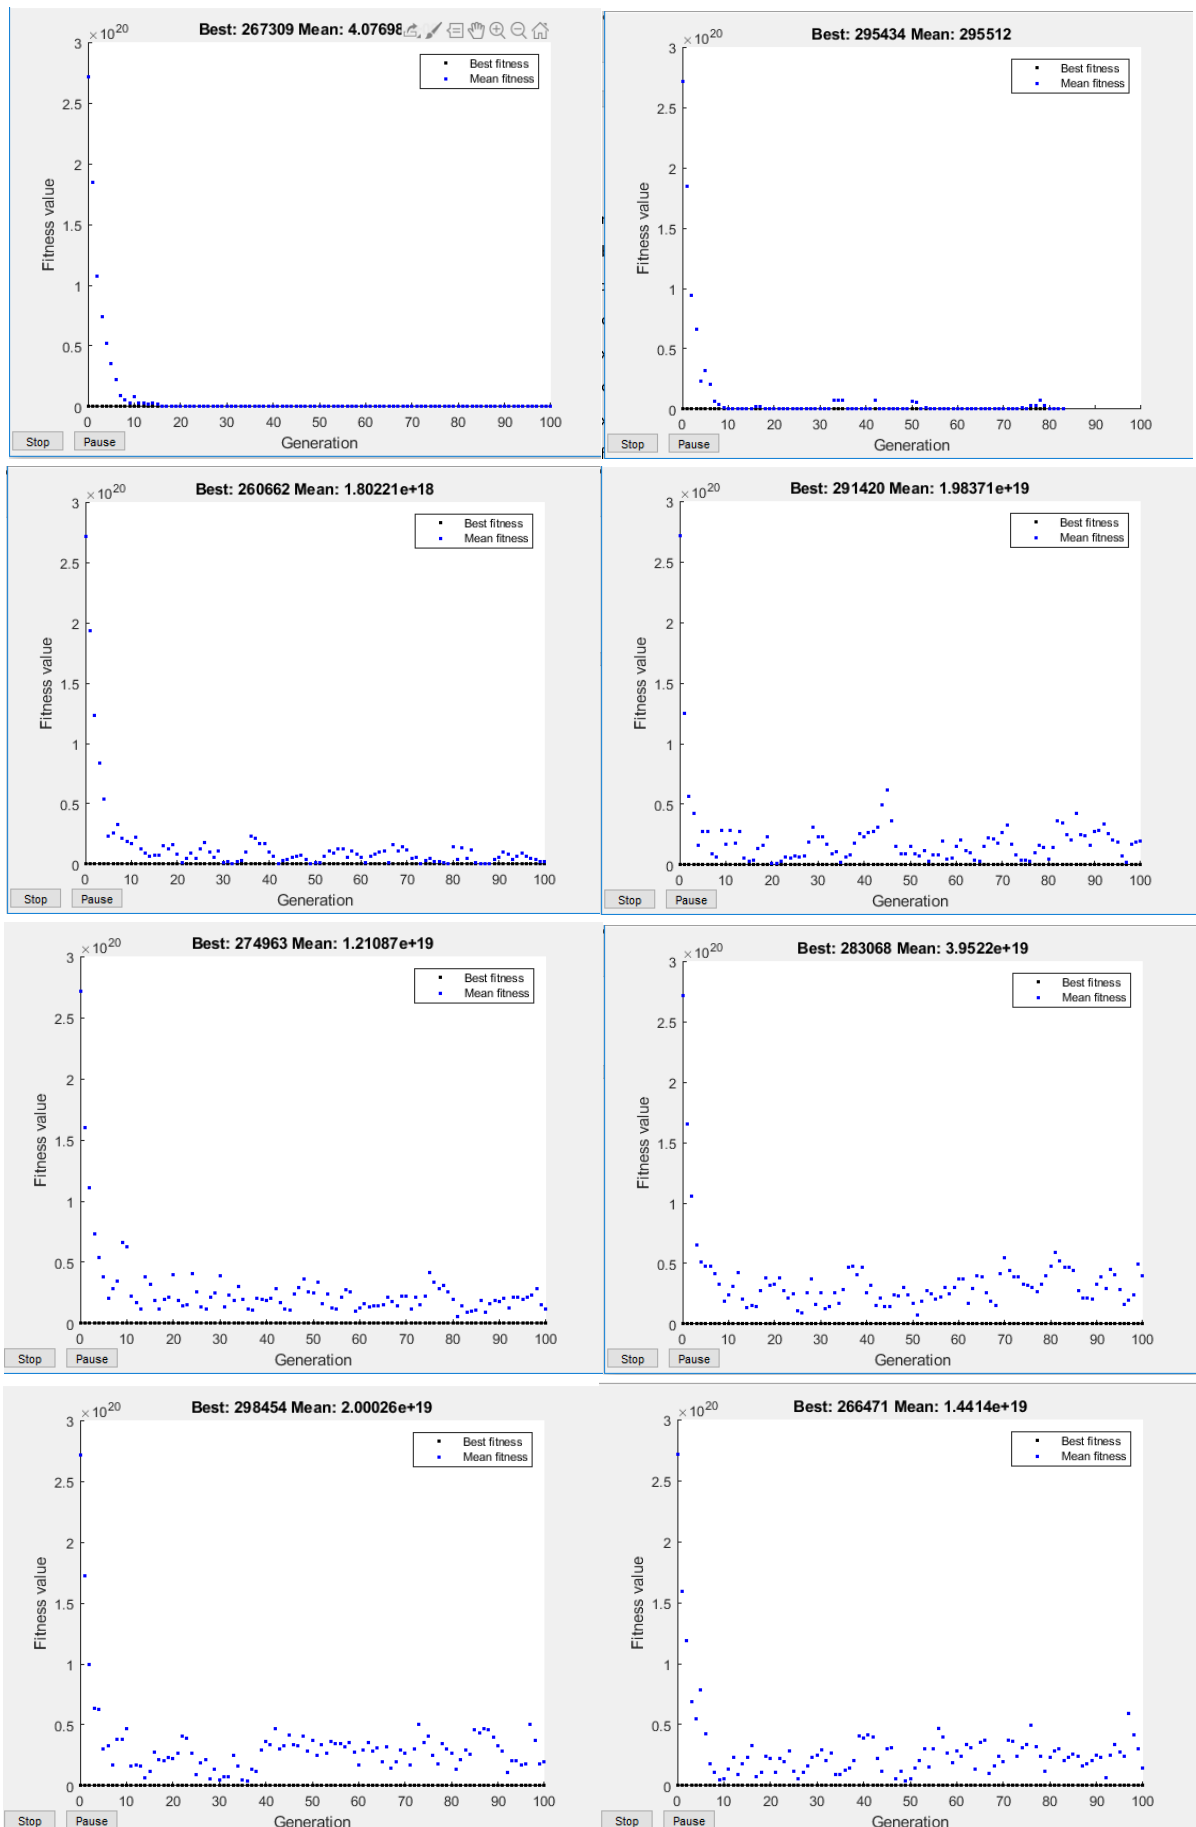 Best: 267309 Mean: 4.07698
×10^20
3
2.5
2
1.5
1
0.5
0
Fitness value
Best fitness
Mean fitness
0 10 20 30 40 50 60 70 80 90 100
Generation
Stop Pause
Best: 295434 Mean: 295512
×10^20
3
2.5
2
1.5
1
0.5
0
Fitness value
Best fitness
Mean fitness
0 10 20 30 40 50 60 70 80 90 100
Generation
Stop Pause
Best: 260662 Mean: 1.80221e+18
×10^20
3
2.5
2
1.5
1
0.5
0
Fitness value
Best fitness
Mean fitness
0 10 20 30 40 50 60 70 80 90 100
Generation
Stop Pause
Best: 291420 Mean: 1.98371e+19
×10^20
3
2.5
2
1.5
1
0.5
0
Fitness value
Best fitness
Mean fitness
0 10 20 30 40 50 60 70 80 90 100
Generation
Stop Pause
Best: 274963 Mean: 1.21087e+19
×10^20
3
2.5
2
1.5
1
0.5
0
Fitness value
Best fitness
Mean fitness
0 10 20 30 40 50 60 70 80 90 100
Generation
Stop Pause
Best: 283068 Mean: 3.9522e+19
×10^20
3
2.5
2
1.5
1
0.5
0
Fitness value
Best fitness
Mean fitness
0 10 20 30 40 50 60 70 80 90 100
Generation
Stop Pause
Best: 298454 Mean: 2.00026e+19
×10^20
3
2.5
2
1.5
1
0.5
0
Fitness value
Best fitness
Mean fitness
0 10 20 30 40 50 60 70 80 90 100
Generation
Stop Pause
Best: 266471 Mean: 1.4414e+19
×10^20
3
2.5
2
1.5
1
0.5
0
Fitness value
Best fitness
Mean fitness
0 10 20 30 40 50 60 70 80 90 100
Generation
Stop Pause